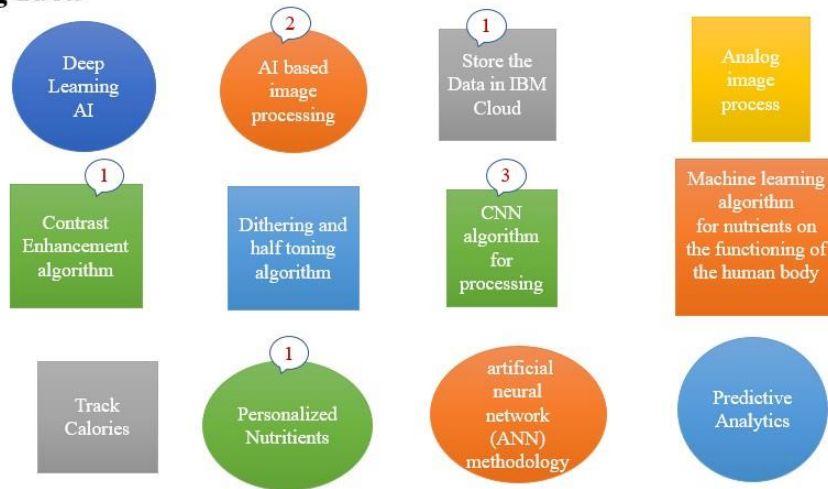 Deep
Learning
AI
2
AI based
image
processing
1
Store the
Data in IBM
Cloud
Analog
image
process
1
Contrast
Enhancement
algorithm
Dithering and
half toning
algorithm
3
CNN
algorithm
for
processing
Machine learning
algorithm
for nutrients on
the functioning of
the human body
Track
Calories
1
Personalized
Nutritients
artificial
neural
network
(ANN)
methodology
Predictive
Analytics